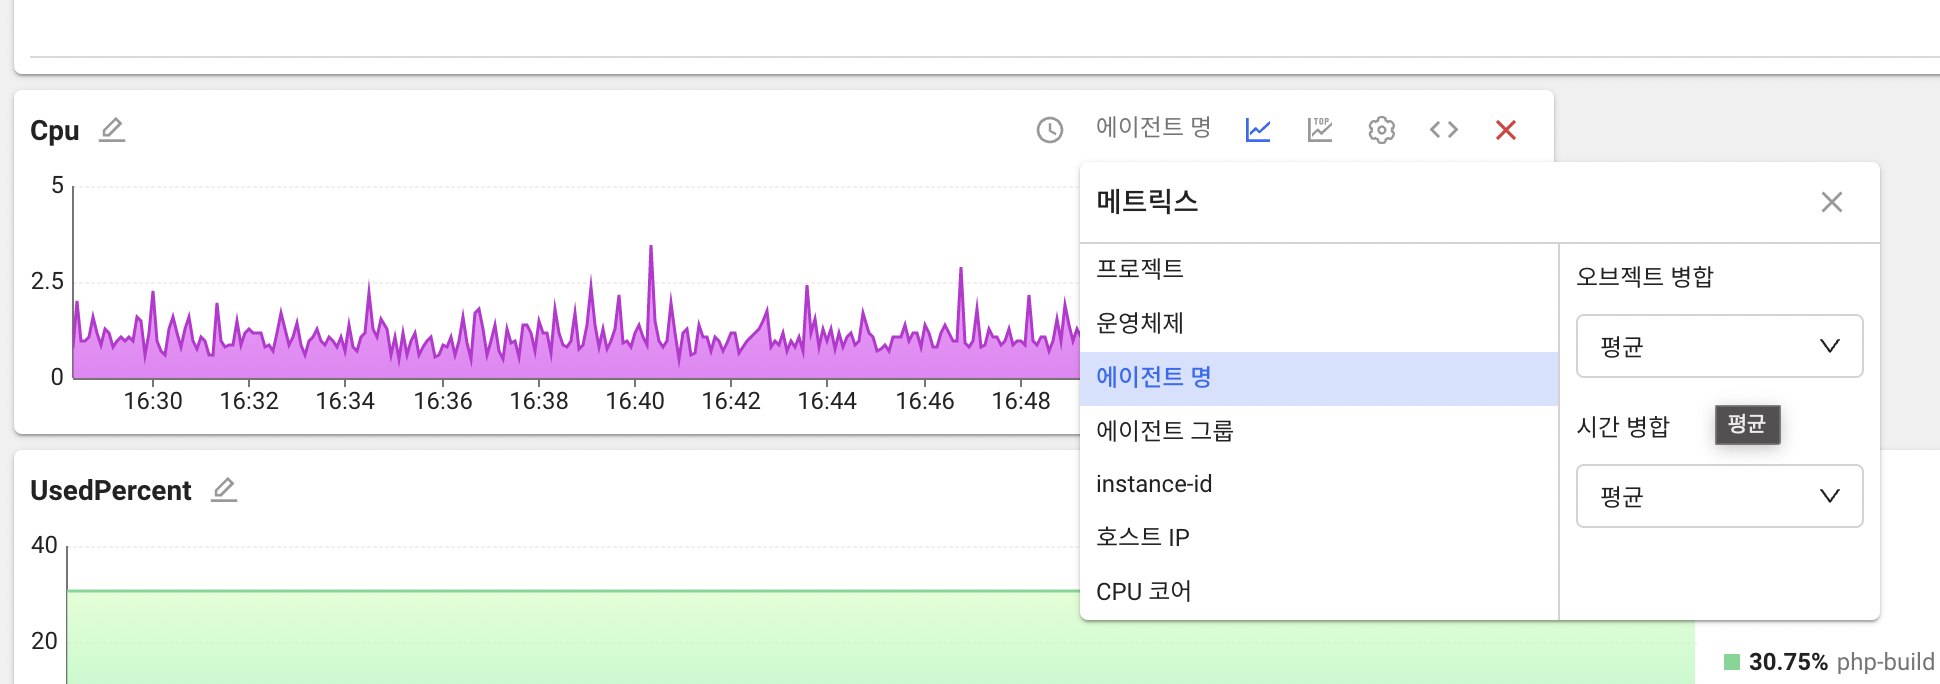 Cpu
에이전트 명
TOP
5
2.5
0
16:30 16:32 16:34 16:36 16:38 16:40 16:42 16:44 16:46 16:48
메트릭스
프로젝트
운영체제
에이전트 명
에이전트 그룹
instance-id
호스트 IP
CPU 코어
오브젝트 병합
평균
시간 병합
평균
평균
UsedPercent
40
20
30.75% php-build